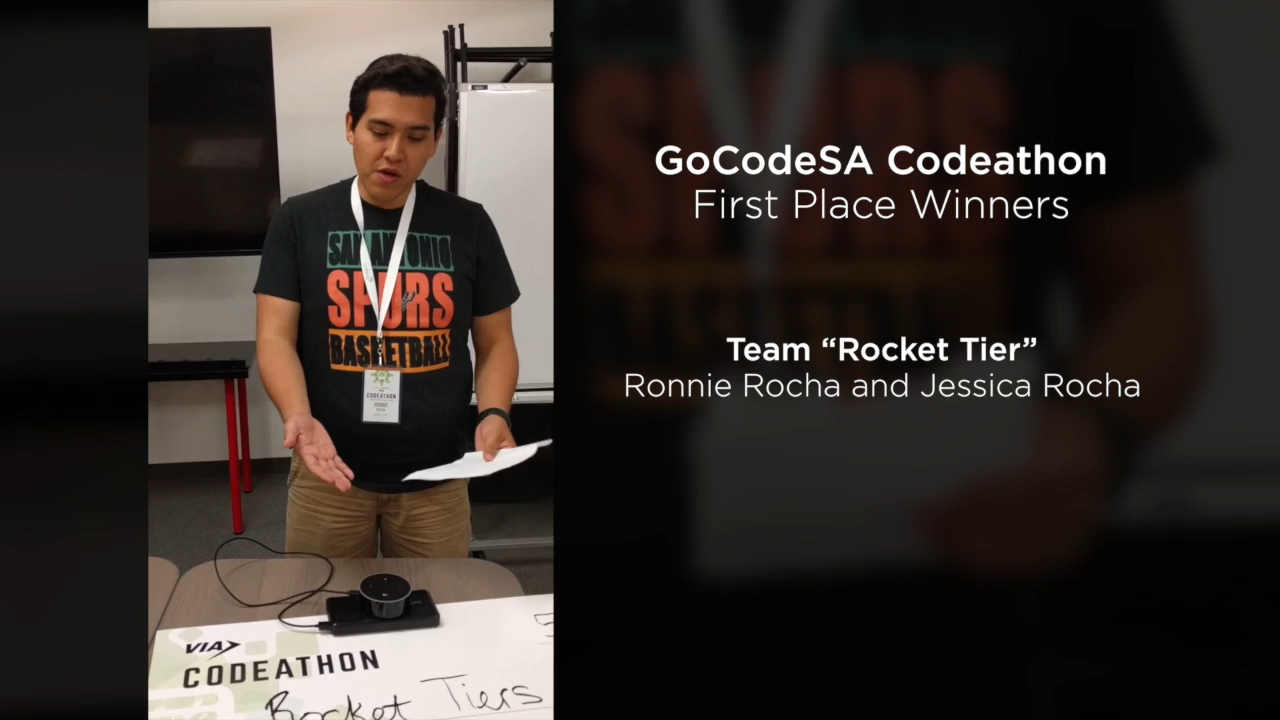 GoCodeSA Codeathon
First Place Winners
Team “Rocket Tier”
Ronnie Rocha and Jessica Rocha
SAN ANTONIO
SPURS
BASKETBALL
CODEATHON
VIA
CODEATHON
Rocket Tiers